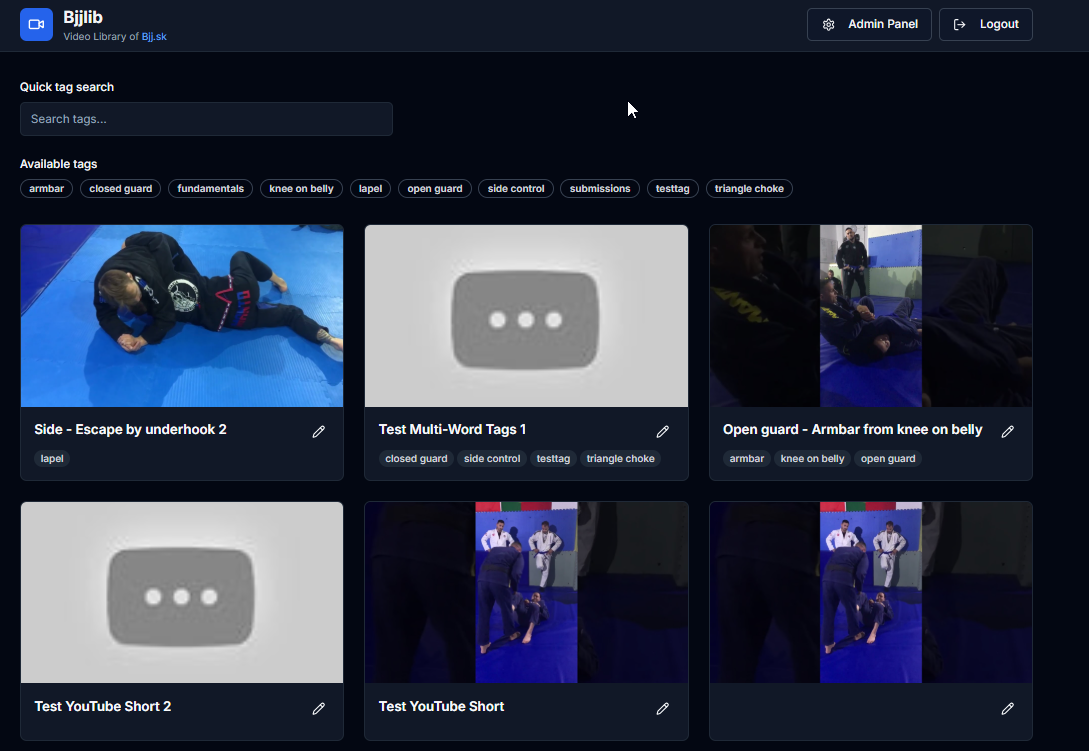 Bjjlib
Video Library of Bjj.sk
Admin Panel
Logout
Quick tag search
Search tags...
Available tags
armbar
closed guard
fundamentals
knee on belly
lapel
open guard
side control
submissions
testtag
triangle choke
Side - Escape by underhook 2
lapel
Test Multi-Word Tags 1
closed guard
side control
testtag
triangle choke
Open guard - Armbar from knee on belly
armbar
knee on belly
open guard
Test YouTube Short 2
Test YouTube Short